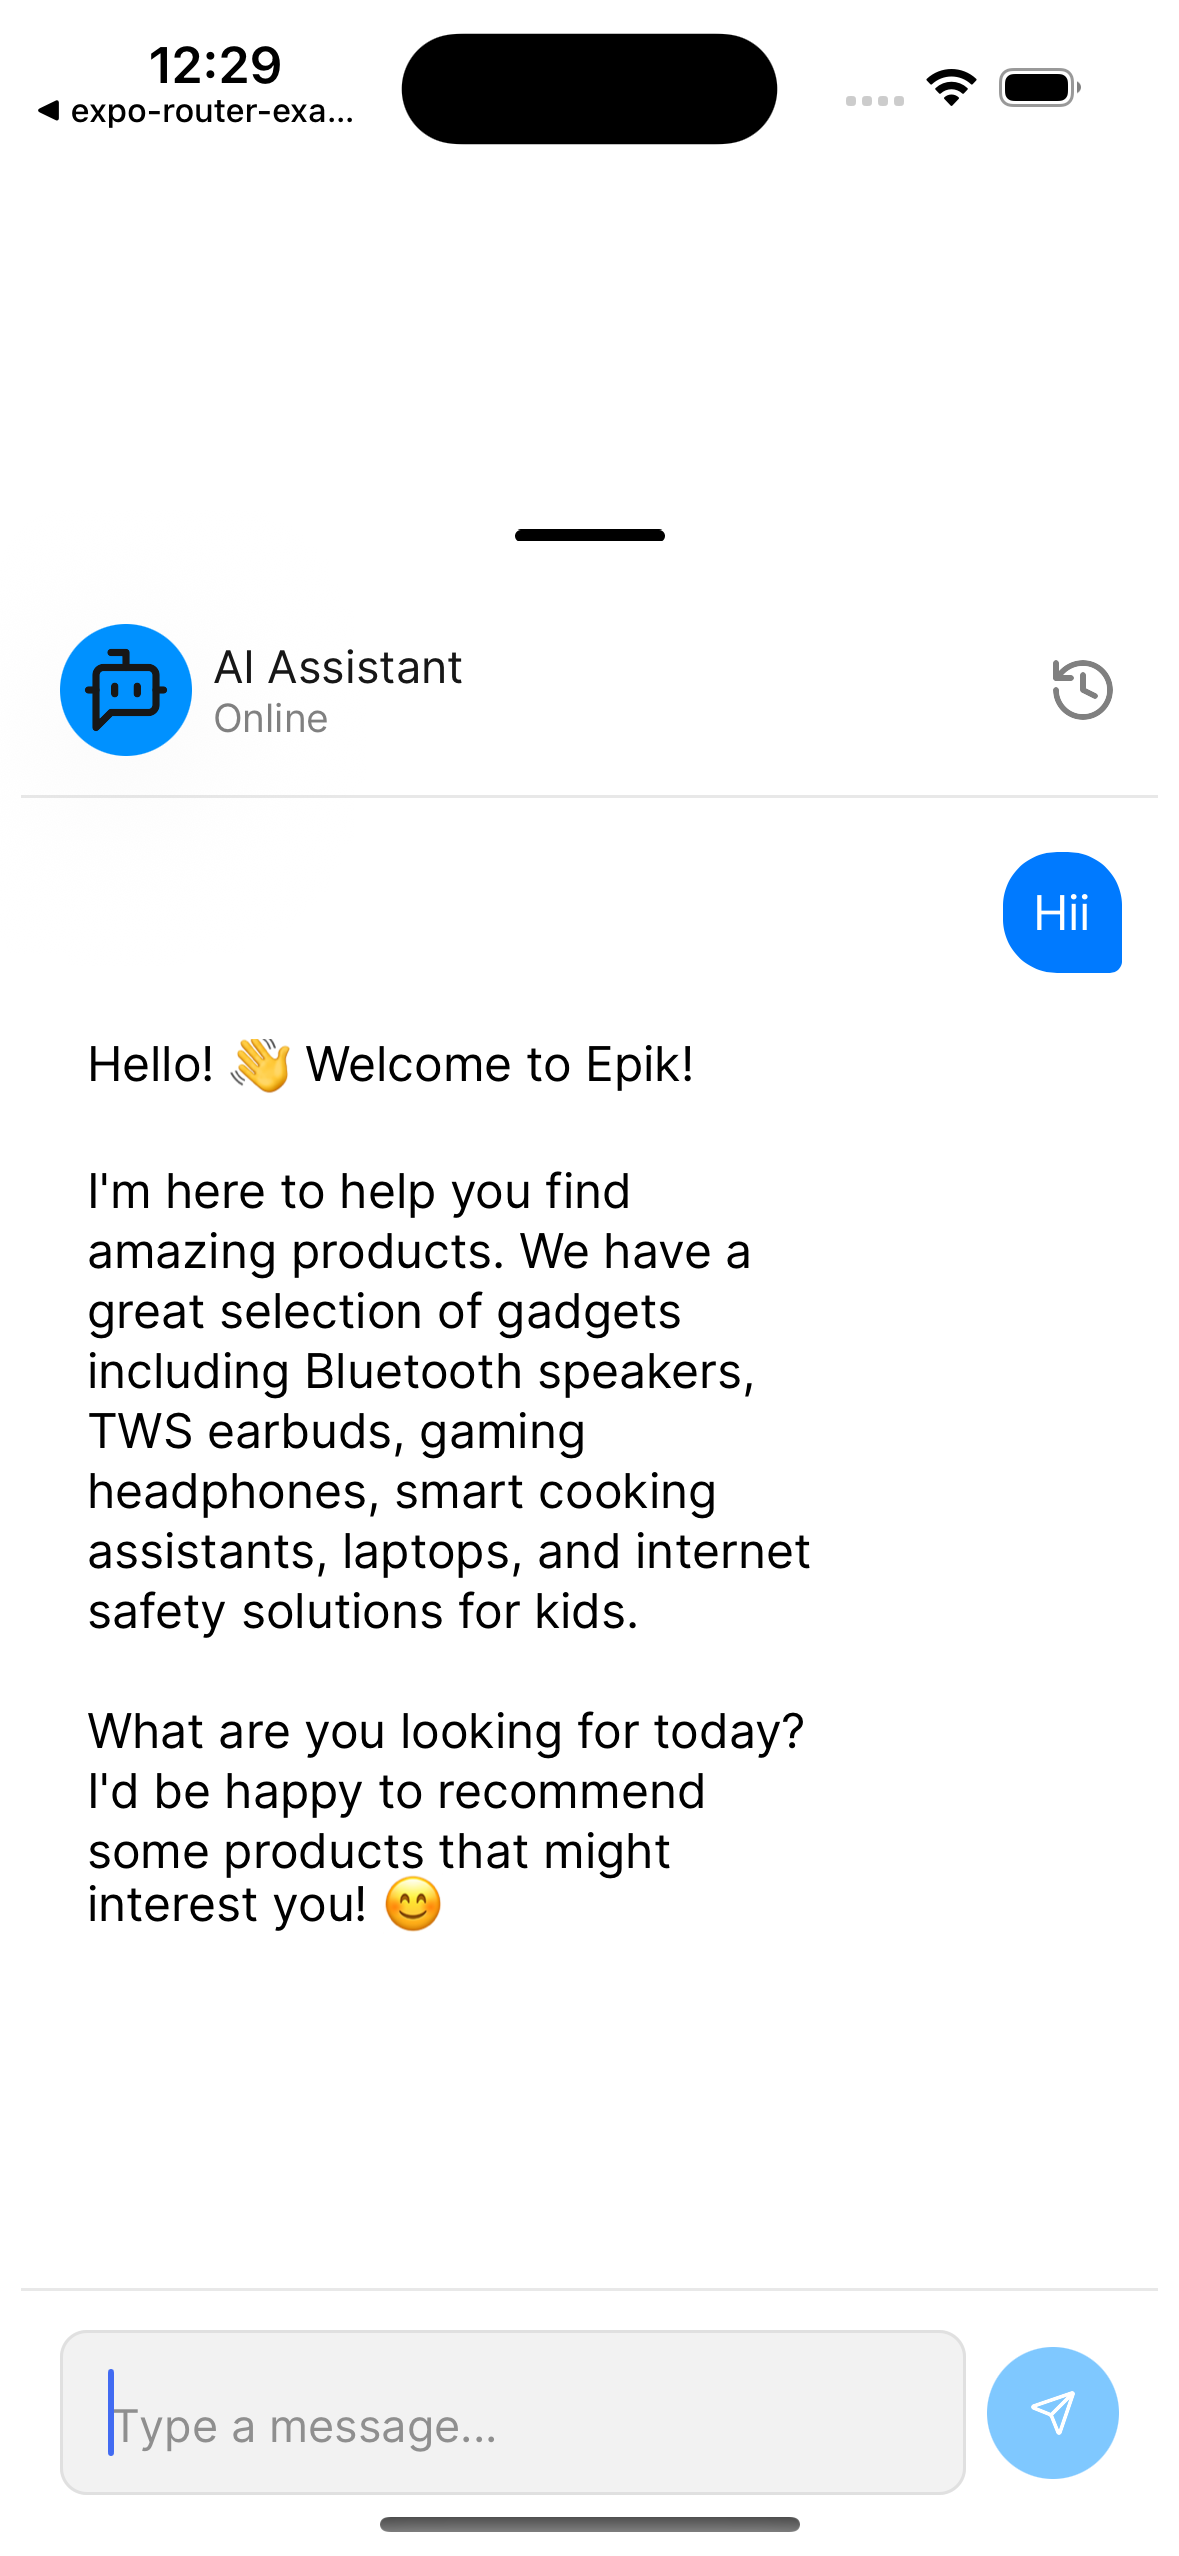 12:29
◀ expo-router-exa...
AI Assistant
Online
Hii
Hello! 👋 Welcome to Epik!
I'm here to help you find
amazing products. We have a
great selection of gadgets
including Bluetooth speakers,
TWS earbuds, gaming
headphones, smart cooking
assistants, laptops, and internet
safety solutions for kids.
What are you looking for today?
I'd be happy to recommend
some products that might
interest you! 😊
Type a message...